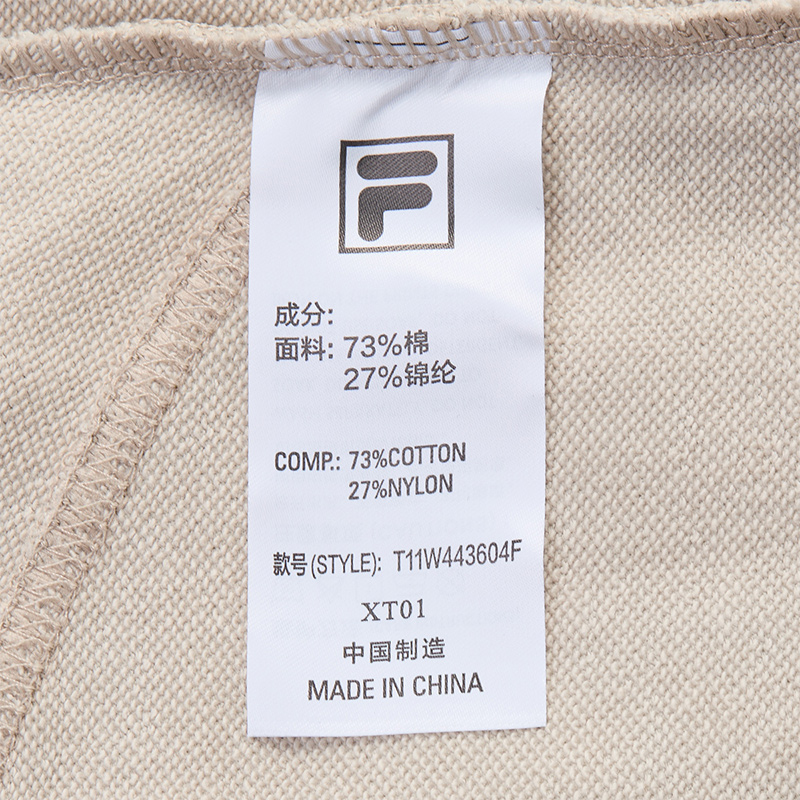 F
成分:
面料: 73%棉
27%锦纶
COMP.: 73%COTTON
27%NYLON
款号(STYLE): T11W443604F
XT01
中国制造
MADE IN CHINA